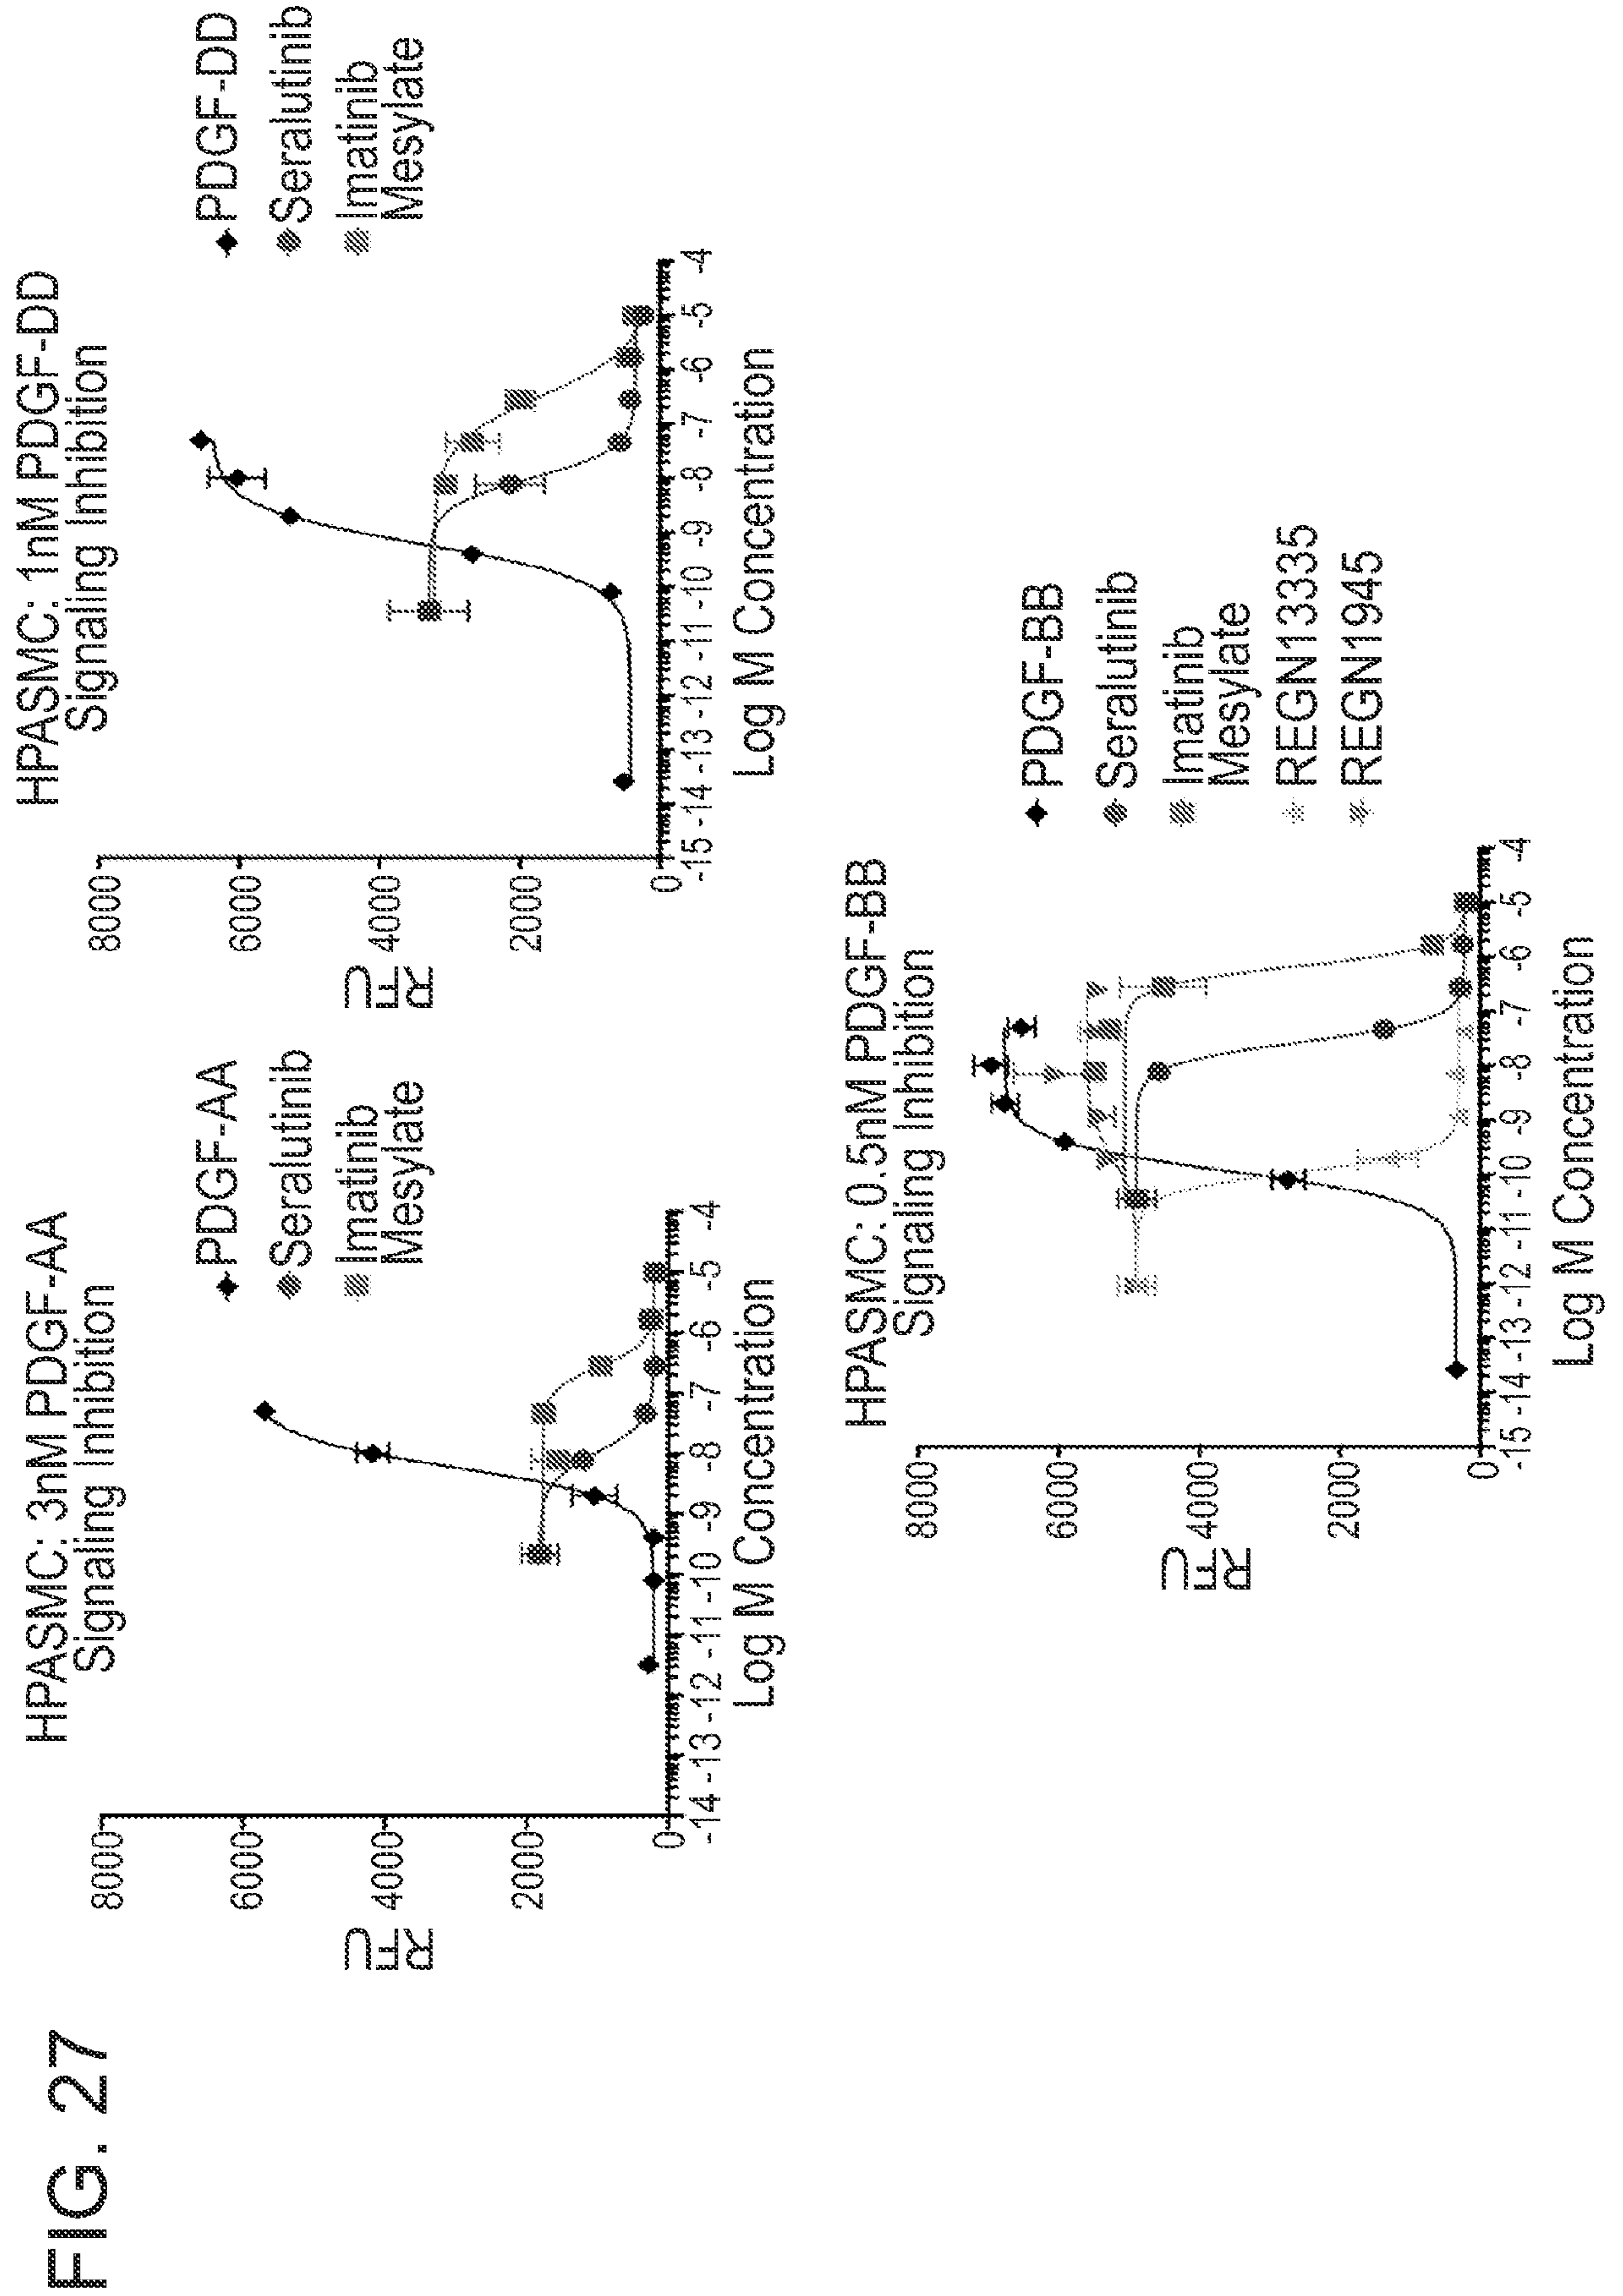 FIG. 27
HPASMC: 3nM PDGF-AA
Signaling Inhibition
8000
6000
4000
2000
0
RFU
-14 -13 -12 -11 -10 -9 -8 -7 -6 -5 -4
Log M Concentration
PDGF-AA
Seralutinib
Imatinib
Mesylate
HPASMC: 1nM PDGF-DD
Signaling Inhibition
8000
6000
4000
2000
0
RFU
-15 -14 -13 -12 -11 -10 -9 -8 -7 -6 -5 -4
Log M Concentration
PDGF-DD
Seralutinib
Imatinib
Mesylate
HPASMC: 0.5nM PDGF-BB
Signaling Inhibition
8000
6000
4000
2000
0
RFU
-15 -14 -13 -12 -11 -10 -9 -8 -7 -6 -5 -4
Log M Concentration
PDGF-BB
Seralutinib
Imatinib
Mesylate
REGN13335
REGN1945